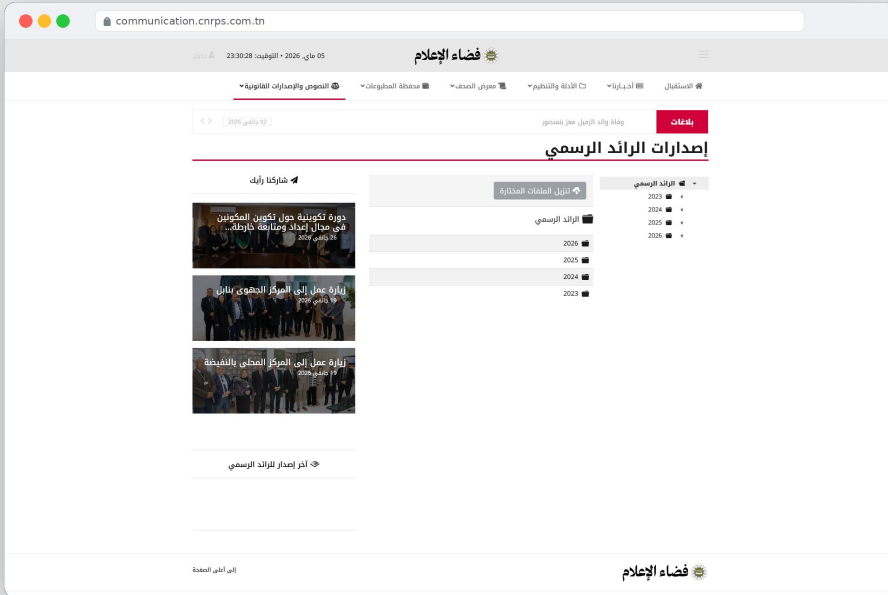 communication.cnrps.com.tn
فضاء الإعلام
05 ماي، 2026 • التوقيت: 23:30:28
دخول
الاستقبال
أخـبـارنا
الأدلة والتنظيم
معرض الصحف
محفظة المطبوعات
النصوص والإصدارات القانونية
بلاغات
وفاة والد الزميل معز بنمنصور
02 جانفي 2026
إصدارات الرائد الرسمي
الرائد الرسمي
2023
2024
2025
2026
تنزيل الملفات المختارة
الرائد الرسمي
2026
2025
2024
2023
شاركنا رأيك
دورة تكوينية حول تكوين المكونين
في مجال إعداد ومتابعة خارطة...
26 جانفي 2026
زيارة عمل إلى المركز الجهوي بنابل
19 جانفي 2026
زيارة عمل إلى المركز المحلي بالنفيضة
19 جانفي 2026
آخر إصدار للرائد الرسمي
فضاء الإعلام
إلى أعلى الصفحة